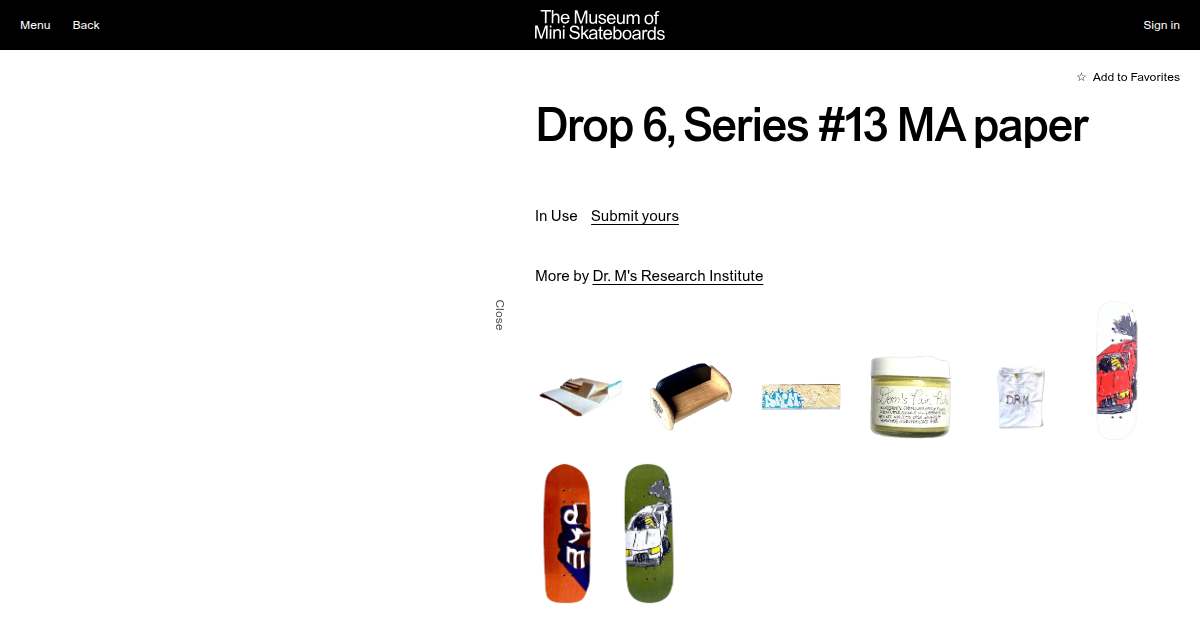 Menu
Back
The Museum of
Mini Skateboards
Sign in
☆ Add to Favorites
Drop 6, Series #13 MA paper
In Use
Submit yours
More by Dr. M's Research Institute
Close
DRM